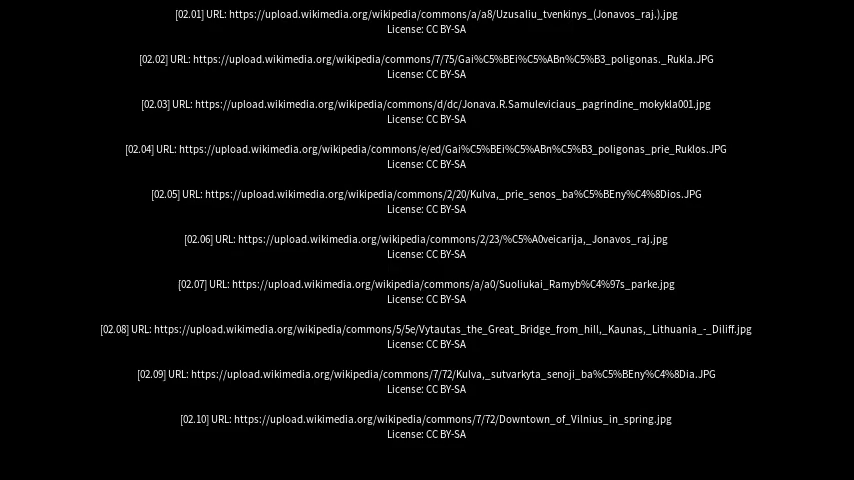 [02.01] URL: https://upload.wikimedia.org/wikipedia/commons/a/a8/Uzusaliu_tvenkinys_(Jonavos_raj.).jpg
License: CC BY-SA
[02.02] URL: https://upload.wikimedia.org/wikipedia/commons/7/75/Gai%C5%BEi%C5%ABn%C5%B3_poligonas._Rukla.JPG
License: CC BY-SA
[02.03] URL: https://upload.wikimedia.org/wikipedia/commons/d/dc/Jonava.R.Samuleviciaus_pagrindine_mokykla001.jpg
License: CC BY-SA
[02.04] URL: https://upload.wikimedia.org/wikipedia/commons/e/ed/Gai%C5%BEi%C5%ABn%C5%B3_poligonas_prie_Ruklos.JPG
License: CC BY-SA
[02.05] URL: https://upload.wikimedia.org/wikipedia/commons/2/20/Kulva,_prie_senos_ba%C5%BEny%C4%8Dios.JPG
License: CC BY-SA
[02.06] URL: https://upload.wikimedia.org/wikipedia/commons/2/23/%C5%A0veicarija,_Jonavos_raj.jpg
License: CC BY-SA
[02.07] URL: https://upload.wikimedia.org/wikipedia/commons/a/a0/Suoliukai_Ramyb%C4%97s_parke.jpg
License: CC BY-SA
[02.08] URL: https://upload.wikimedia.org/wikipedia/commons/5/5e/Vytautas_the_Great_Bridge_from_hill,_Kaunas,_Lithuania_-_Diliff.jpg
License: CC BY-SA
[02.09] URL: https://upload.wikimedia.org/wikipedia/commons/7/72/Kulva,_sutvarkyta_senoji_ba%C5%BEny%C4%8Dia.JPG
License: CC BY-SA
[02.10] URL: https://upload.wikimedia.org/wikipedia/commons/7/72/Downtown_of_Vilnius_in_spring.jpg
License: CC BY-SA